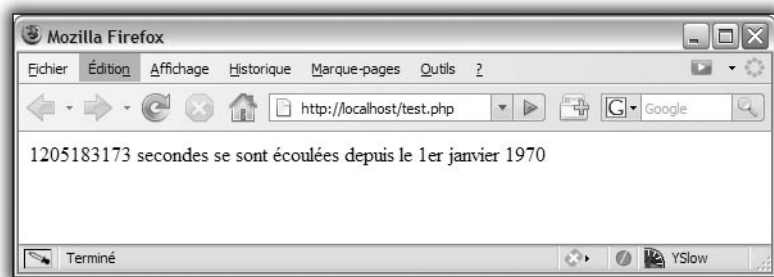 Mozilla Firefox
Fichier Édition Affichage Historique Marque-pages Outils ?
http://localhost/test.php G Google
1205183173 secondes se sont écoulées depuis le 1er janvier 1970
Terminé YSlow